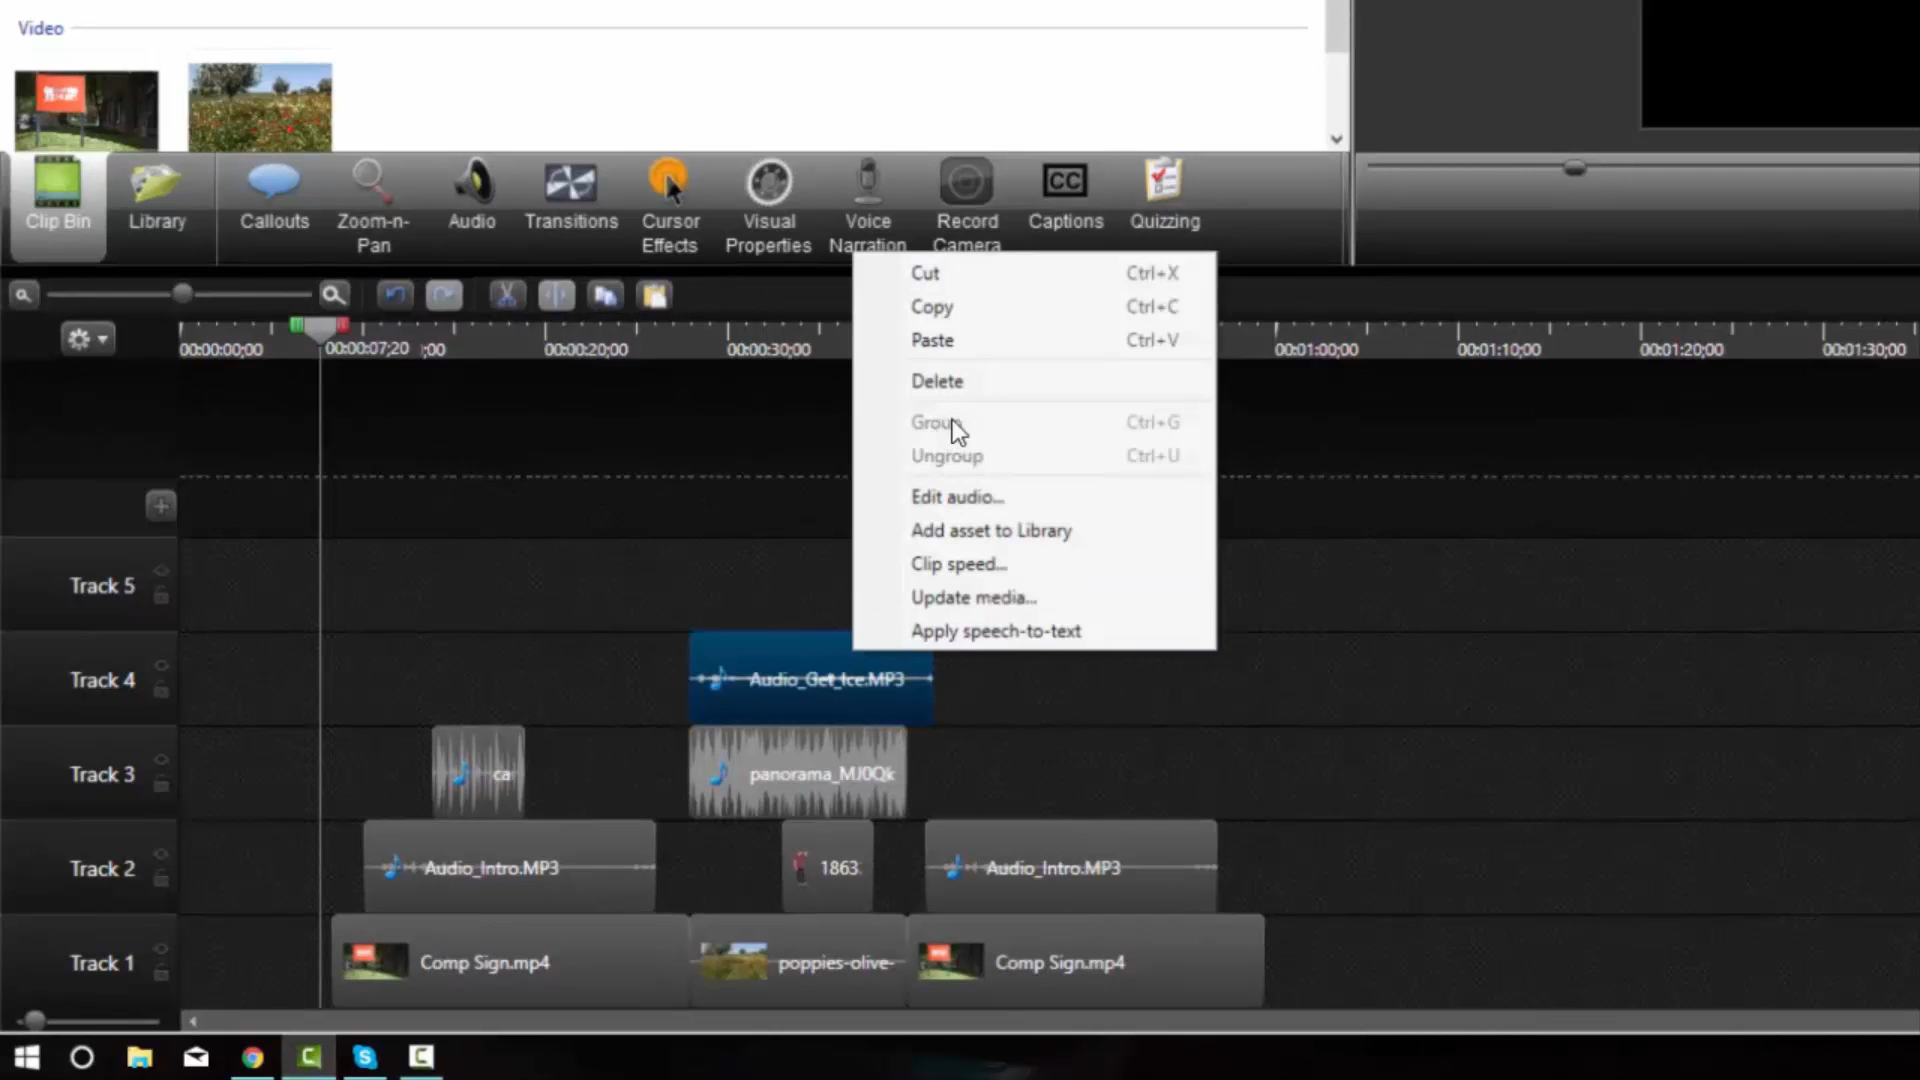 Video
Clip Bin
Library
Callouts
Zoom-n-
Pan
Audio
Transitions
Cursor
Effects
Visual
Properties
Voice
Narration
Record
Camera
CC
Captions
Quizzing
Cut Ctrl+X
Copy Ctrl+C
Paste Ctrl+V
Delete
Group Ctrl+G
Ungroup Ctrl+U
Edit audio...
Add asset to Library
Clip speed...
Update media...
Apply speech-to-text
00:00:00;00 00:00:07;20 ;00 00:00:20;00 00:00:30;00 00:01:00;00 00:01:10;00 00:01:20;00 00:01:30;00
Track 5
Track 4 Audio_Get_Ice.MP3
Track 3 ca panorama_MJ0Qk
Track 2 Audio_Intro.MP3 1863 Audio_Intro.MP3
Track 1 Comp Sign.mp4 poppies-olive- Comp Sign.mp4